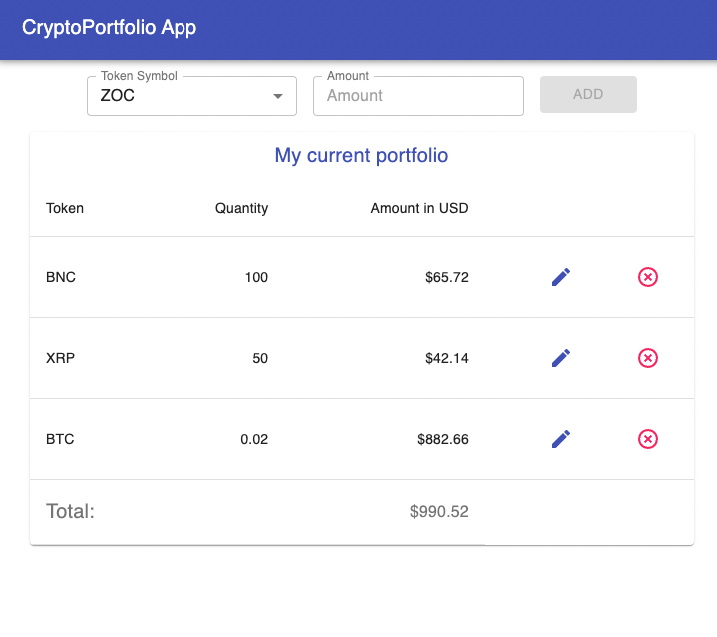 CryptoPortfolio App
Token Symbol Amount
ZOC Amount ADD
My current portfolio
Token Quantity Amount in USD
BNC 100 $65.72
XRP 50 $42.14
BTC 0.02 $882.66
Total: $990.52